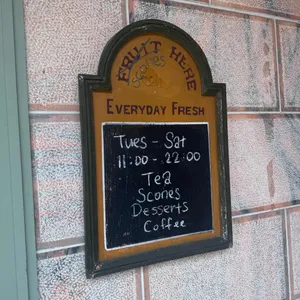 FRUIT HERE
EVERYDAY FRESH
Tues - Sat
11:00 - 22:00
Tea
Scones
Desserts
Coffee